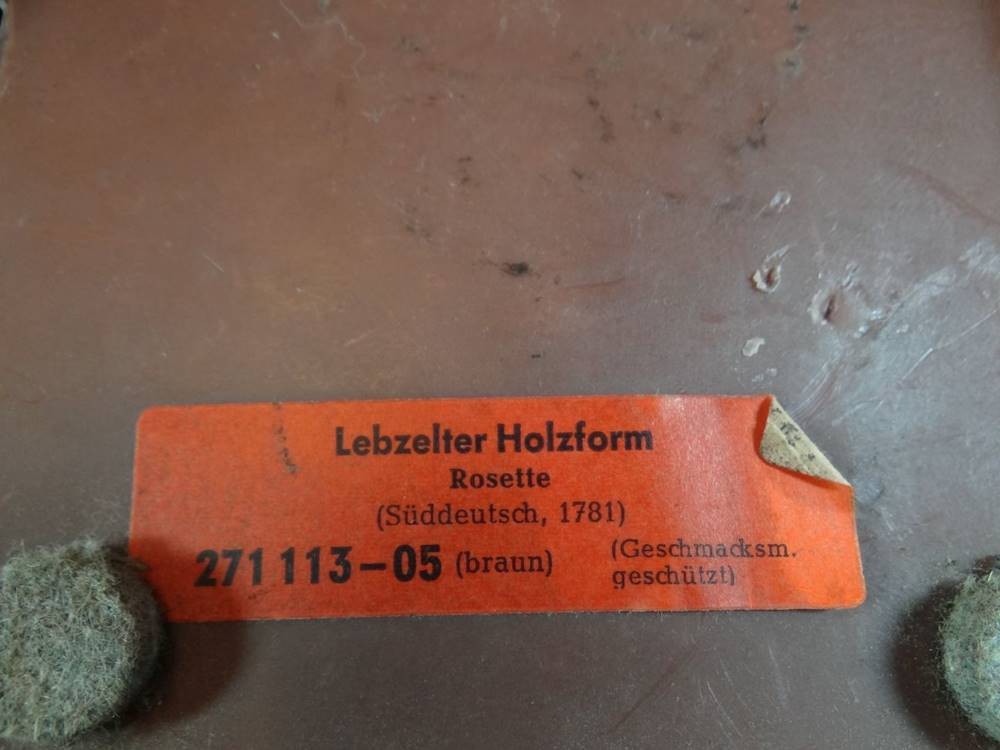 Lebzelter Holzform
Rosette
(Süddeutsch, 1781)
271 113-05 (braun)
(Geschmacksm.
geschützt)